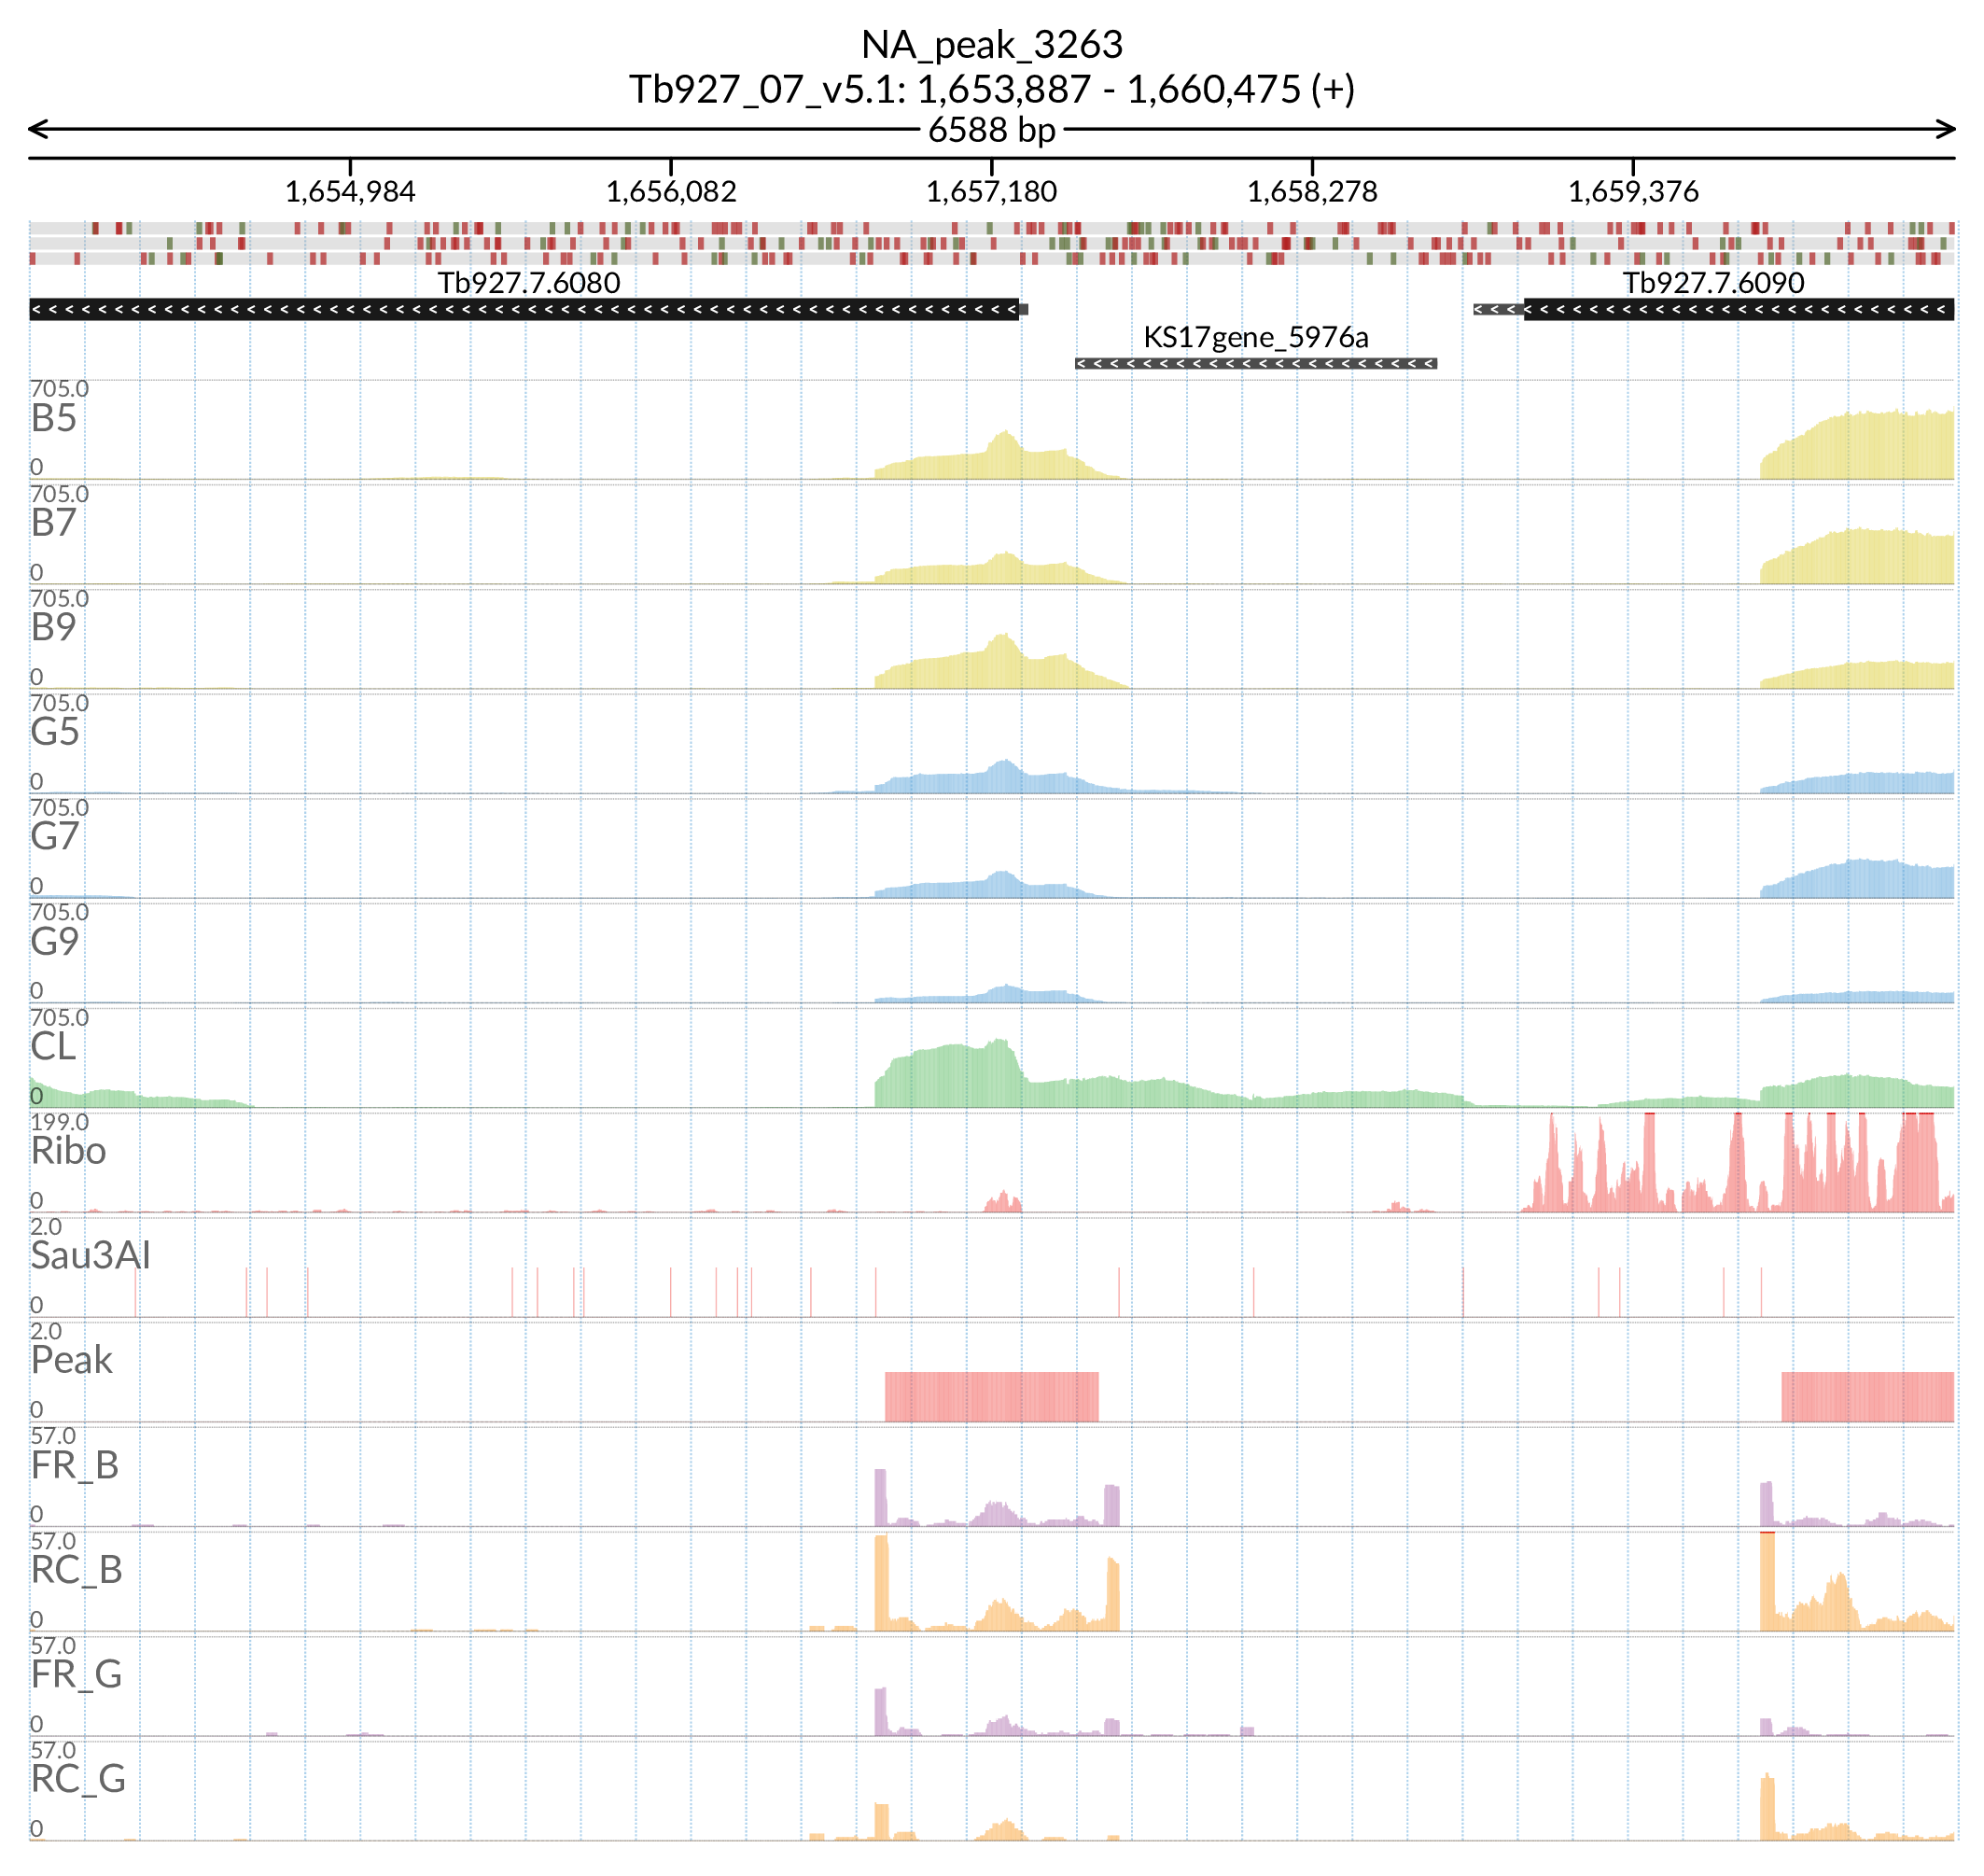 NA_peak_3263
Tb927_07_v5.1: 1,653,887 - 1,660,475 (+)
6588 bp
1,654,984 1,656,082 1,657,180 1,658,278 1,659,376
Tb927.7.6080 Tb927.7.6090
KS17gene_5976a
705.0
B5
0
705.0
B7
0
705.0
B9
0
705.0
G5
0
705.0
G7
0
705.0
G9
0
705.0
CL
0
199.0
Ribo
0
2.0
Sau3AI
0
2.0
Peak
0
57.0
FR_B
0
57.0
RC_B
0
57.0
FR_G
0
57.0
RC_G
0